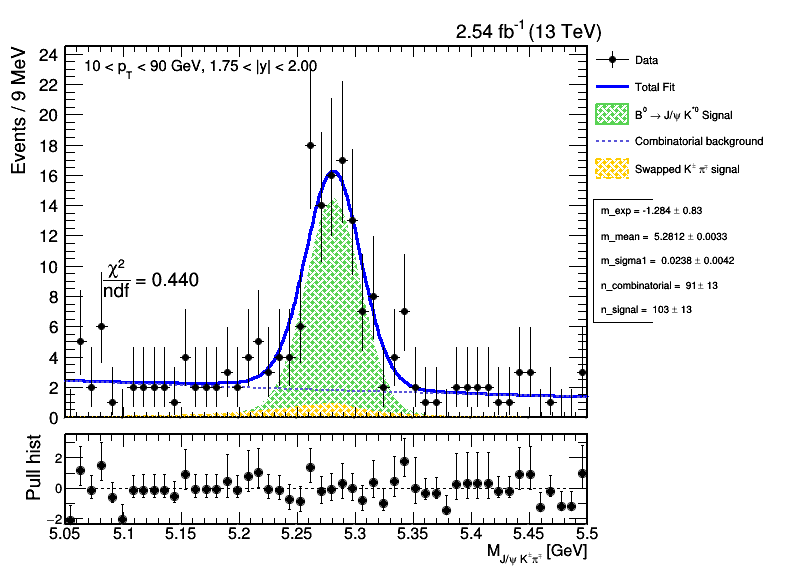 2.54 fb⁻¹ (13 TeV)
Events / 9 MeV
24
22
20
18
16
14
12
10
8
6
4
2
0
10 < p_T < 90 GeV, 1.75 < |y| < 2.00
χ²/ndf = 0.440
Data
Total Fit
B⁰ → J/ψ K*⁰ Signal
Combinatorial background
Swapped K± π∓ signal
m_exp = -1.284 ± 0.83
m_mean = 5.2812 ± 0.0033
m_sigma1 = 0.0238 ± 0.0042
n_combinatorial = 91 ± 13
n_signal = 103 ± 13
Pull hist
2
0
−2
5.05 5.1 5.15 5.2 5.25 5.3 5.35 5.4 5.45 5.5
M_J/ψ K±π∓ [GeV]